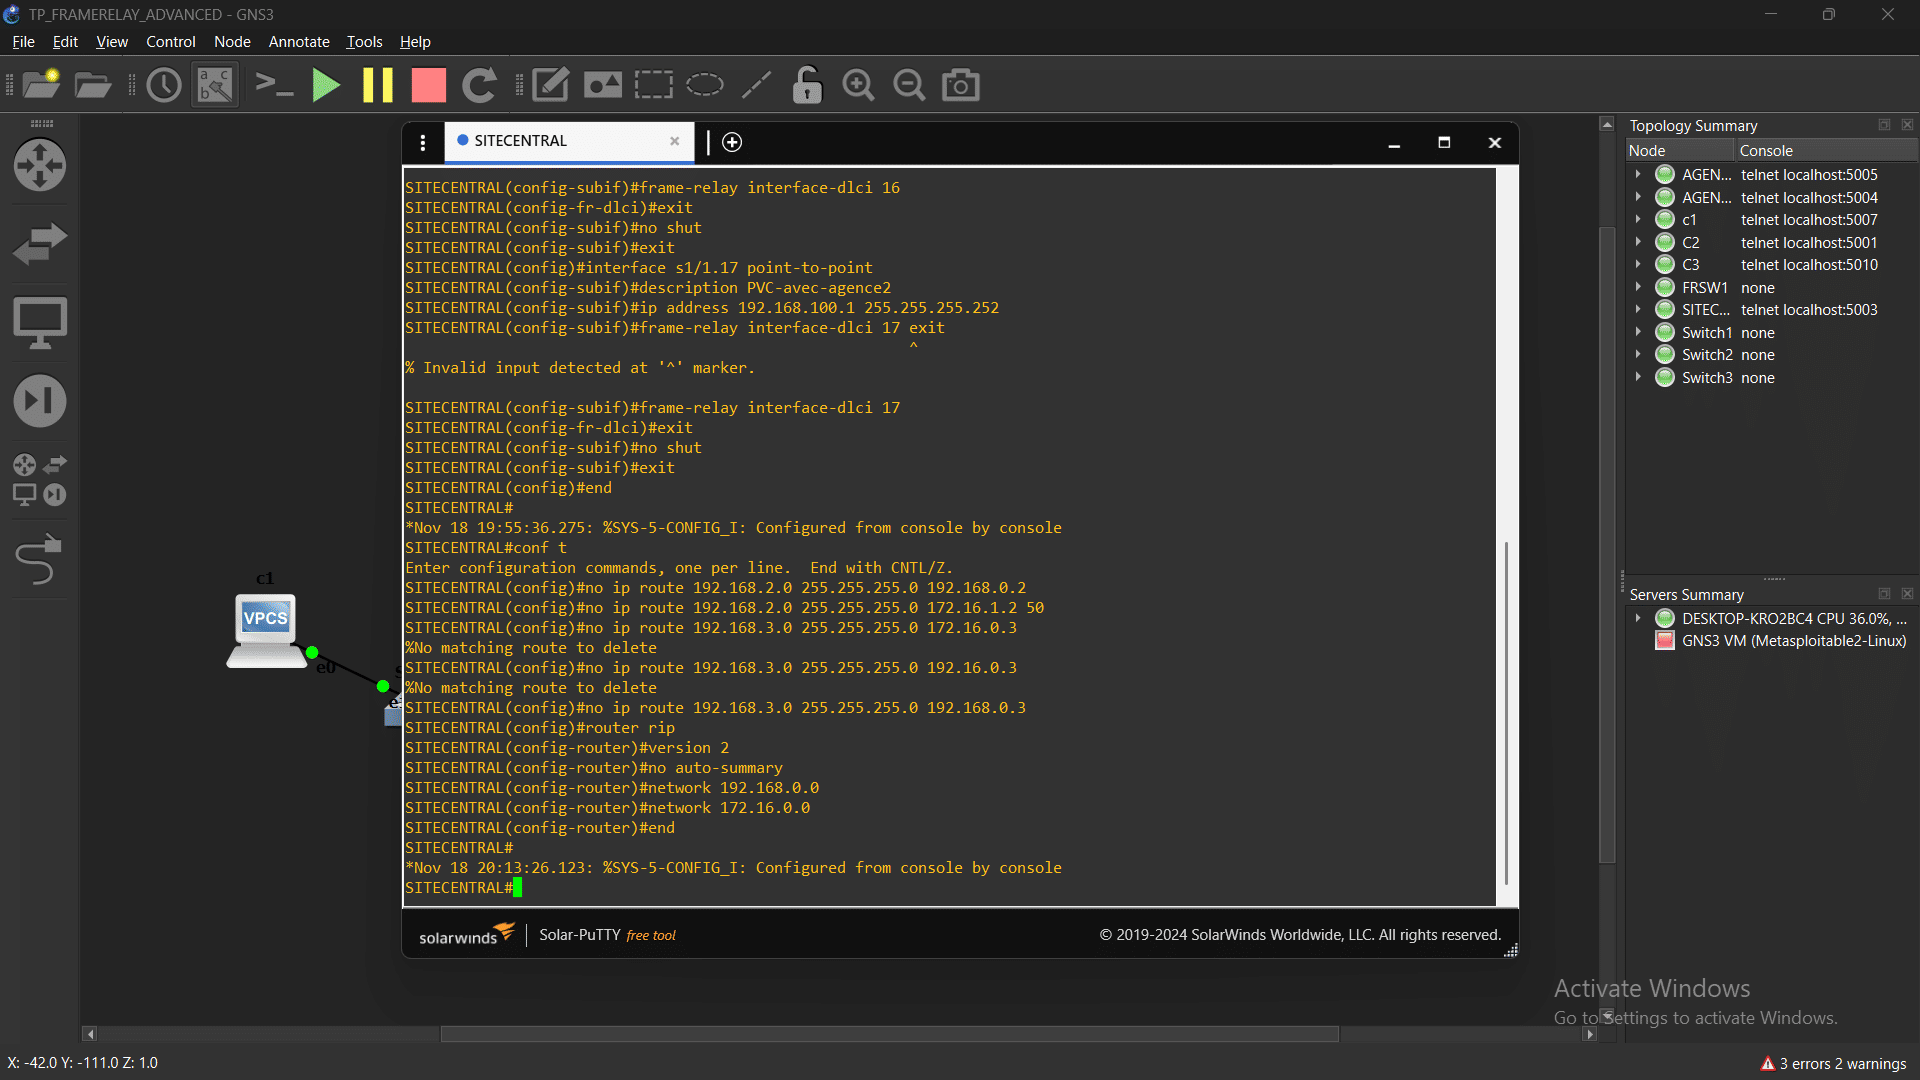 TP_FRAMERELAY_ADVANCED - GNS3
File Edit View Control Node Annotate Tools Help
SITECENTRAL
SITECENTRAL(config-subif)#frame-relay interface-dlci 16
SITECENTRAL(config-fr-dlci)#exit
SITECENTRAL(config-subif)#no shut
SITECENTRAL(config-subif)#exit
SITECENTRAL(config)#interface s1/1.17 point-to-point
SITECENTRAL(config-subif)#description PVC-avec-agence2
SITECENTRAL(config-subif)#ip address 192.168.100.1 255.255.255.252
SITECENTRAL(config-subif)#frame-relay interface-dlci 17 exit
^
% Invalid input detected at '^' marker.
SITECENTRAL(config-subif)#frame-relay interface-dlci 17
SITECENTRAL(config-fr-dlci)#exit
SITECENTRAL(config-subif)#no shut
SITECENTRAL(config-subif)#exit
SITECENTRAL(config)#end
SITECENTRAL#
*Nov 18 19:55:36.275: %SYS-5-CONFIG_I: Configured from console by console
SITECENTRAL#conf t
Enter configuration commands, one per line.  End with CNTL/Z.
SITECENTRAL(config)#no ip route 192.168.2.0 255.255.255.0 192.168.0.2
SITECENTRAL(config)#no ip route 192.168.2.0 255.255.255.0 172.16.1.2 50
SITECENTRAL(config)#no ip route 192.168.3.0 255.255.255.0 172.16.0.3
%No matching route to delete
SITECENTRAL(config)#no ip route 192.168.3.0 255.255.255.0 192.16.0.3
%No matching route to delete
SITECENTRAL(config)#no ip route 192.168.3.0 255.255.255.0 192.168.0.3
SITECENTRAL(config)#router rip
SITECENTRAL(config-router)#version 2
SITECENTRAL(config-router)#no auto-summary
SITECENTRAL(config-router)#network 192.168.0.0
SITECENTRAL(config-router)#network 172.16.0.0
SITECENTRAL(config-router)#end
SITECENTRAL#
*Nov 18 20:13:26.123: %SYS-5-CONFIG_I: Configured from console by console
SITECENTRAL#
solarwinds
Solar-PuTTY free tool
© 2019-2024 SolarWinds Worldwide, LLC. All rights reserved.
c1
VPCS
e0
Topology Summary
Node Console
AGEN... telnet localhost:5005
AGEN... telnet localhost:5004
c1 telnet localhost:5007
C2 telnet localhost:5001
C3 telnet localhost:5010
FRSW1 none
SITEC... telnet localhost:5003
Switch1 none
Switch2 none
Switch3 none
Servers Summary
DESKTOP-KRO2BC4 CPU 36.0%, ...
GNS3 VM (Metasploitable2-Linux)
Activate Windows
Go to Settings to activate Windows.
X: -42.0 Y: -111.0 Z: 1.0
3 errors 2 warnings